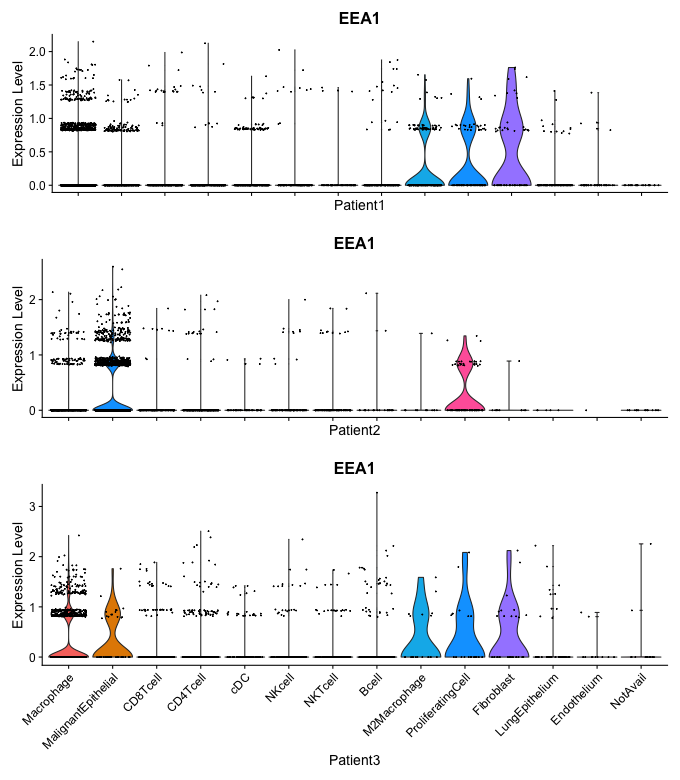 EEA1
Expression Level
2.0
1.5
1.0
0.5
0.0
Patient1
EEA1
Expression Level
2
1
0
Patient2
EEA1
Expression Level
3
2
1
0
Macrophage
MalignantEpithelial
CD8Tcell
CD4Tcell
cDC
NKcell
NKTcell
Bcell
M2Macrophage
ProliferatingCell
Fibroblast
LungEpithelium
Endothelium
NotAvail
Patient3